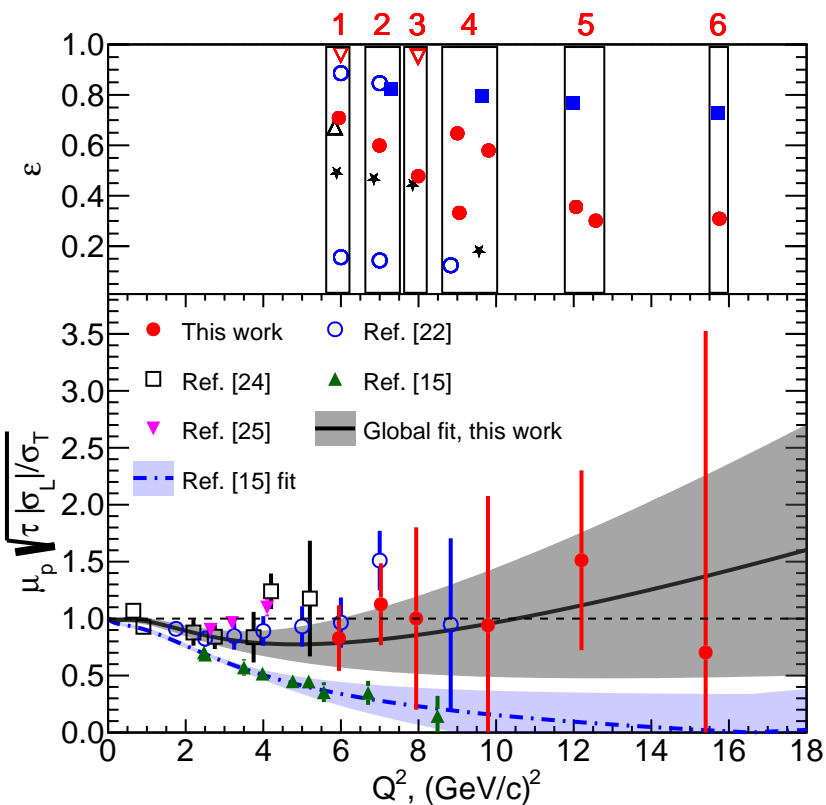 1 2 3 4 5 6
1.0
0.8
0.6
0.4
0.2
ε
3.5
3.0
2.5
2.0
1.5
1.0
0.5
0.0
μp √τ |σL|/σT
This work
Ref. [22]
Ref. [24]
Ref. [15]
Ref. [25]
Global fit, this work
Ref. [15] fit
0 2 4 6 8 10 12 14 16 18
Q², (GeV/c)²